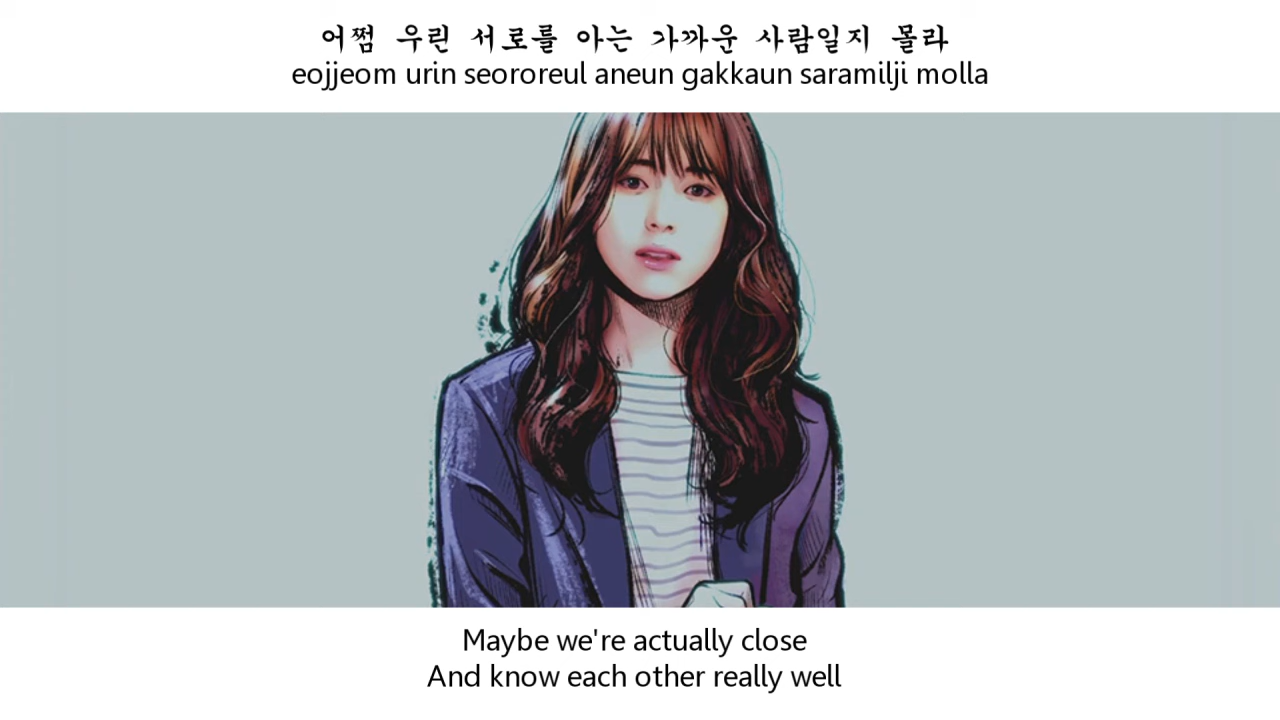 어쩜 우린 서로를 아는 가까운 사람일지 몰라
eojjeom urin seororeul aneun gakkaun saramilji molla
Maybe we're actually close
And know each other really well